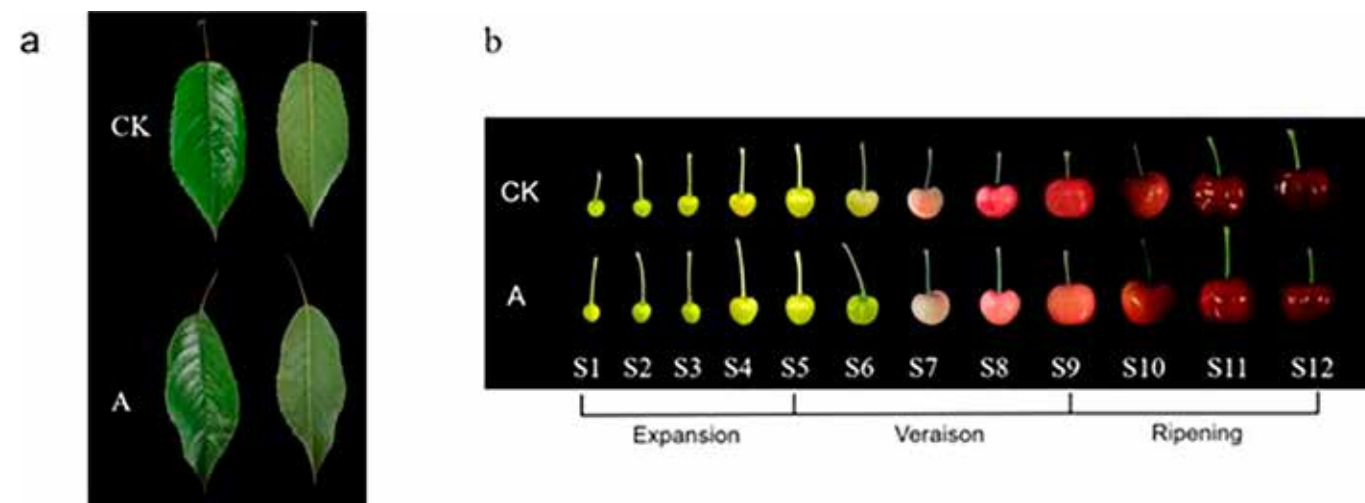 a
b
CK
A
CK
A
S1 S2 S3 S4 S5 S6 S7 S8 S9 S10 S11 S12
Expansion Veraison Ripening